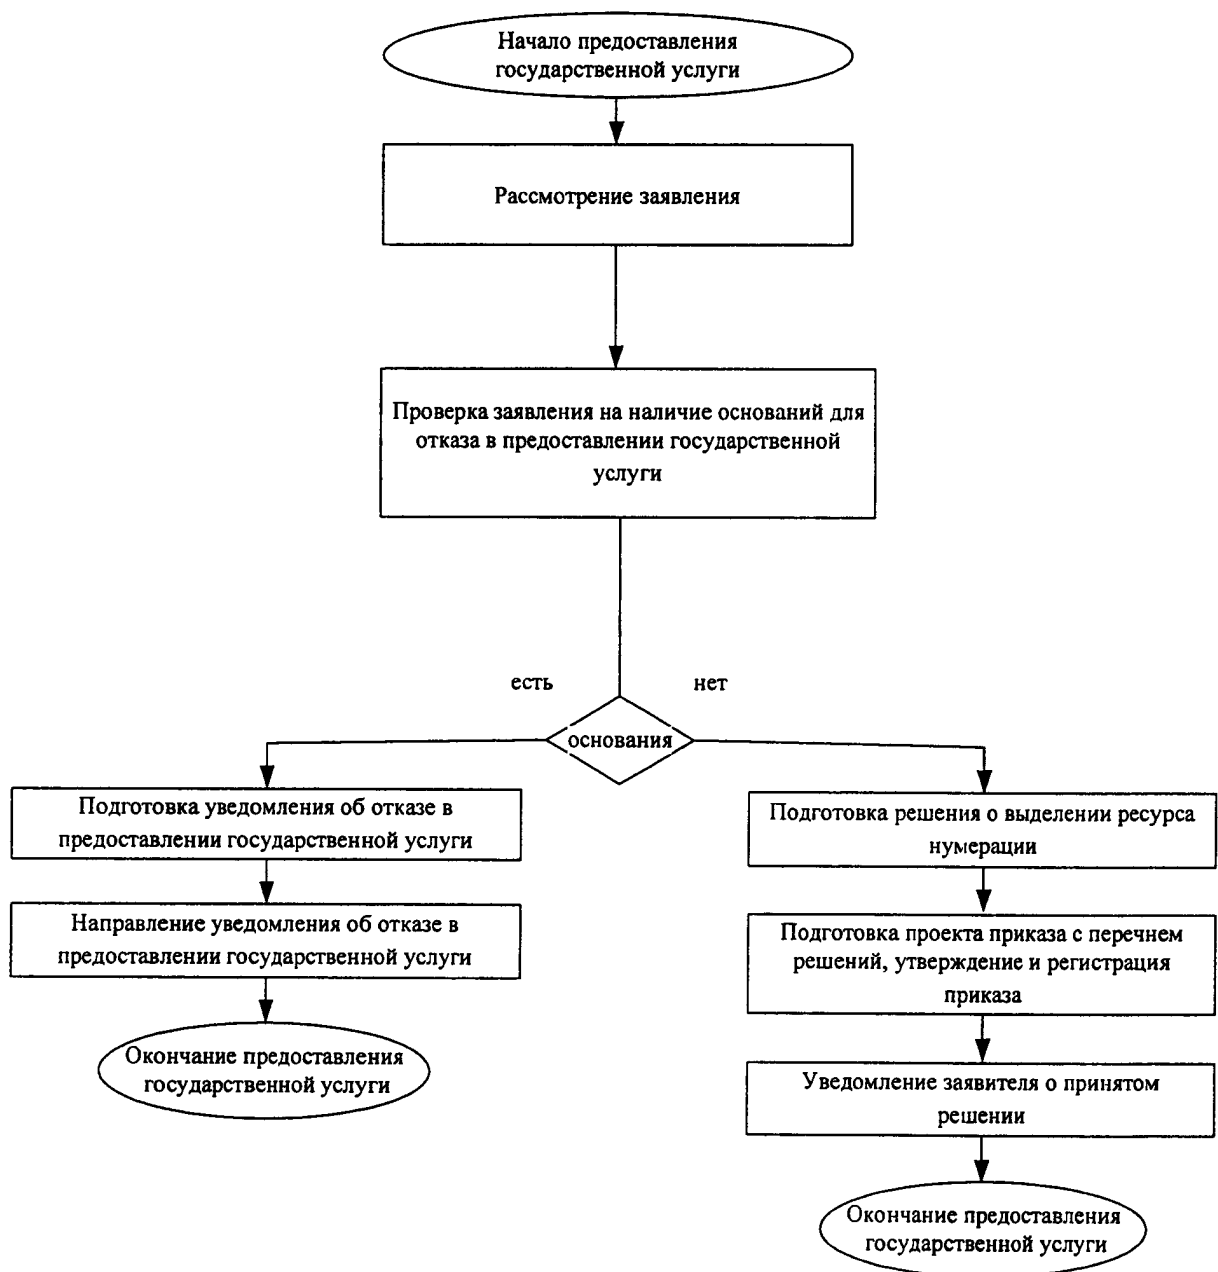 Начало предоставления
государственной услуги
Рассмотрение заявления
Проверка заявления на наличие оснований для
отказа в предоставлении государственной
услуги
есть
нет
основания
Подготовка уведомления об отказе в
предоставлении государственной услуги
Направление уведомления об отказе в
предоставлении государственной услуги
Окончание предоставления
государственной услуги
Подготовка решения о выделении ресурса
нумерации
Подготовка проекта приказа с перечнем
решений, утверждение и регистрация
приказа
Уведомление заявителя о принятом
решении
Окончание предоставления
государственной услуги